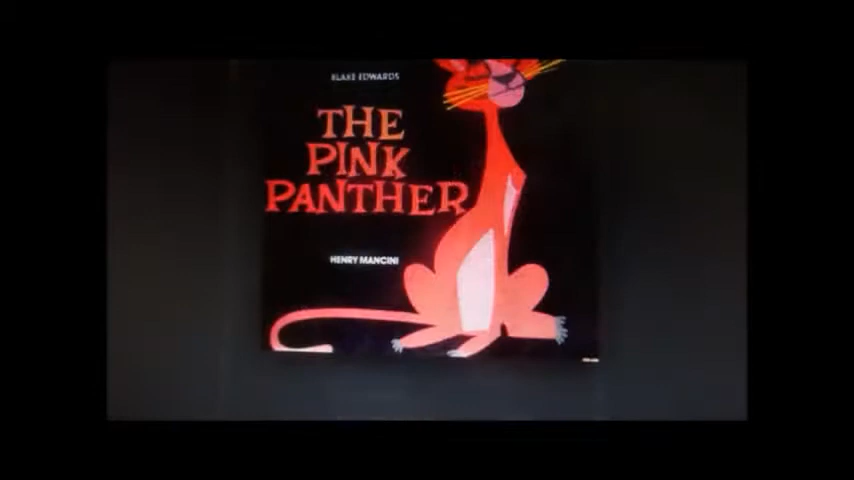 BLAKE EDWARDS
THE
PINK
PANTHER
HENRY MANCINI